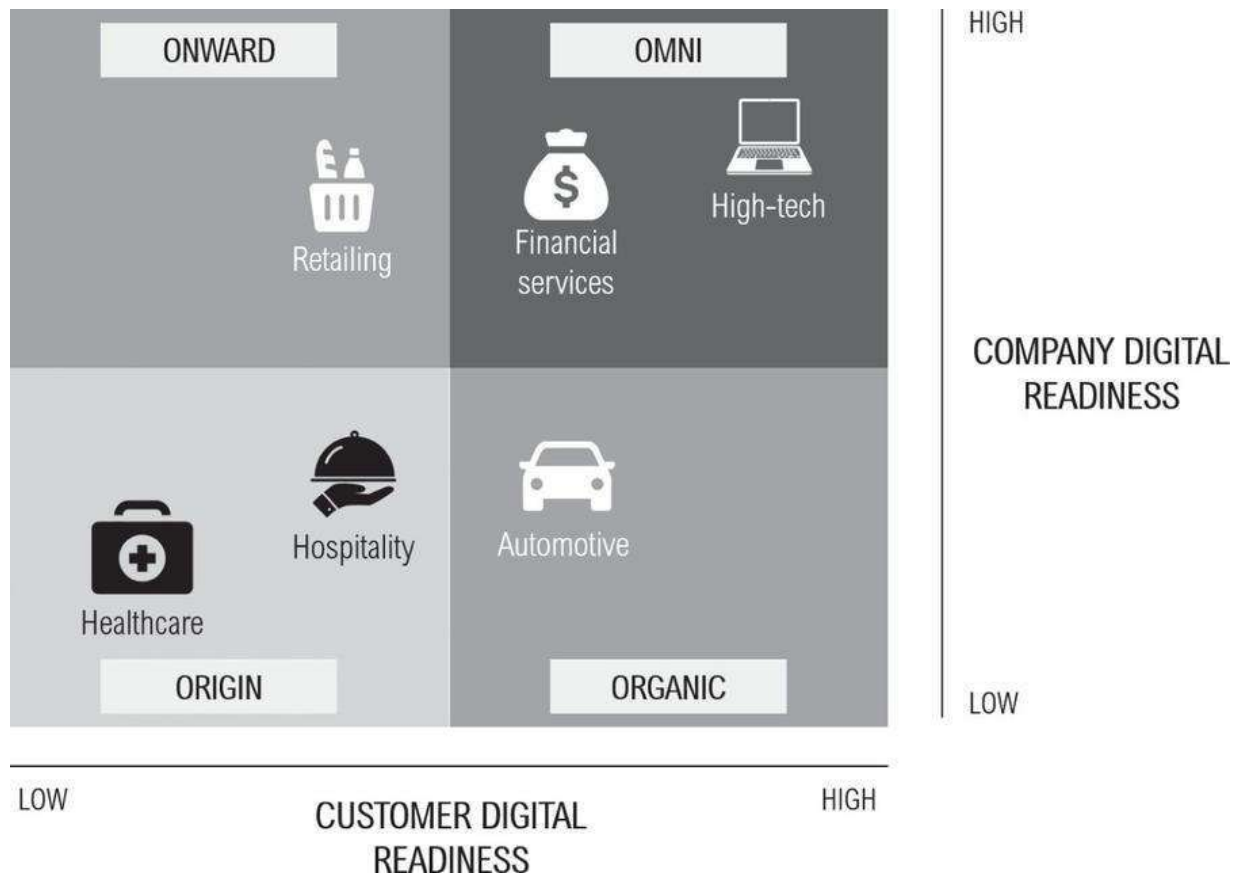 ONWARD
OMNI
HIGH
$
High-tech
Retailing
Financial
services
COMPANY DIGITAL
READINESS
Hospitality
Automotive
Healthcare
ORIGIN
ORGANIC
LOW
LOW
HIGH
CUSTOMER DIGITAL
READINESS